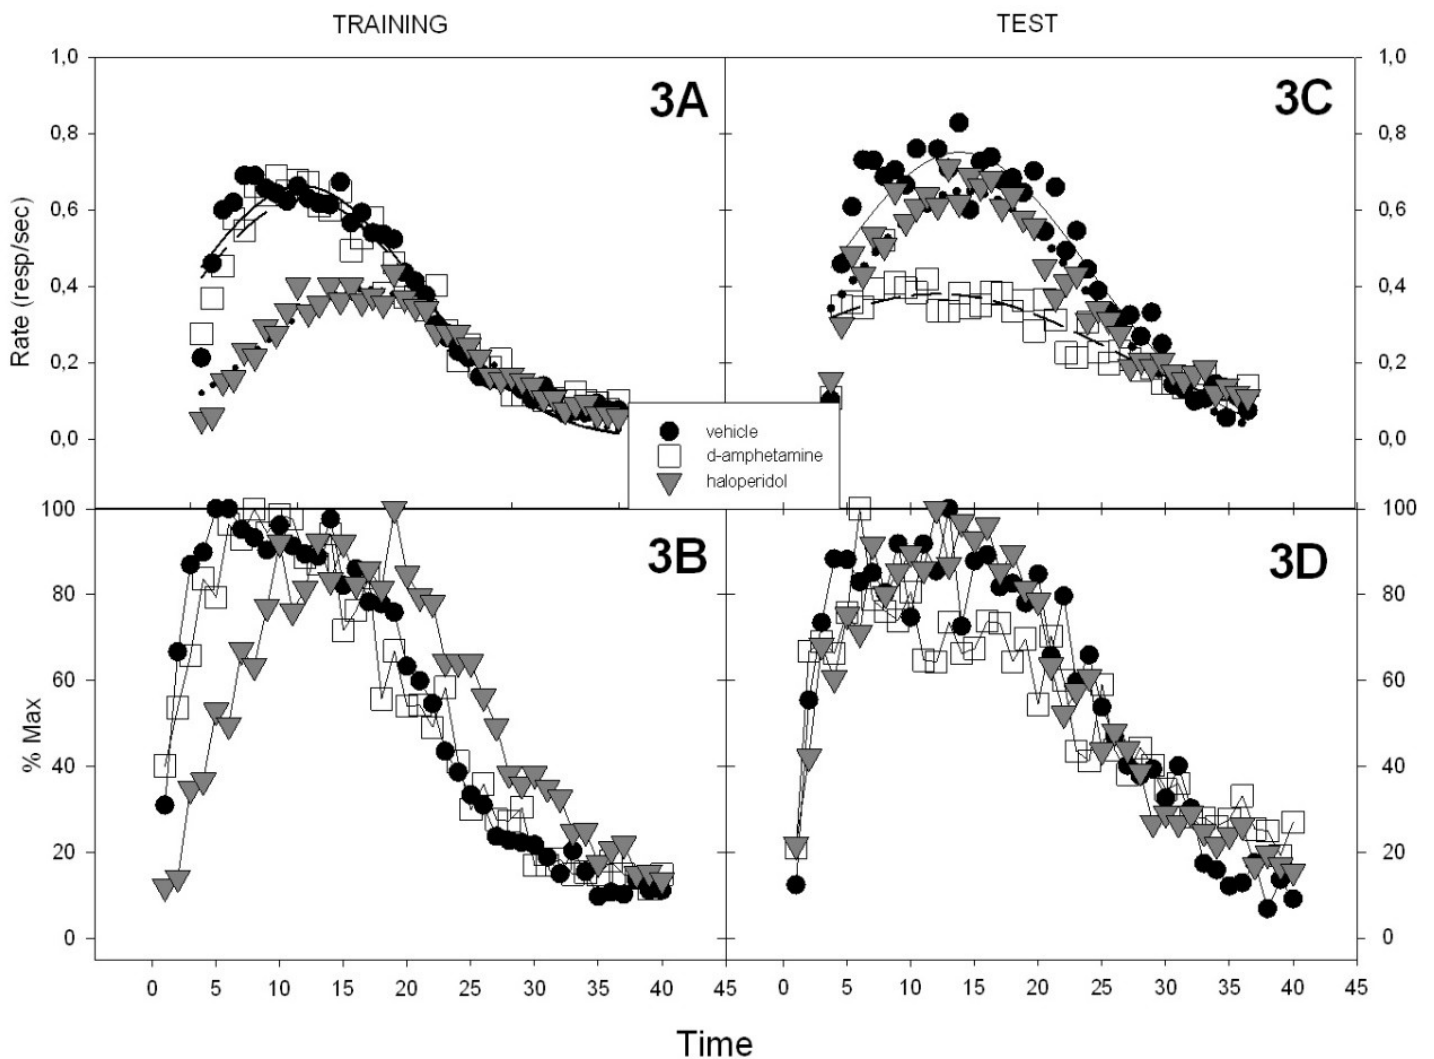 TRAINING
TEST
1,0
0,8
0,6
0,4
0,2
0,0
Rate (resp/sec)
3A
3C
1,0
0,8
0,6
0,4
0,2
0,0
vehicle
d-amphetamine
haloperidol
100
80
60
40
20
0
% Max
3B
3D
100
80
60
40
20
0
0 5 10 15 20 25 30 35 40 45
0 5 10 15 20 25 30 35 40 45
Time